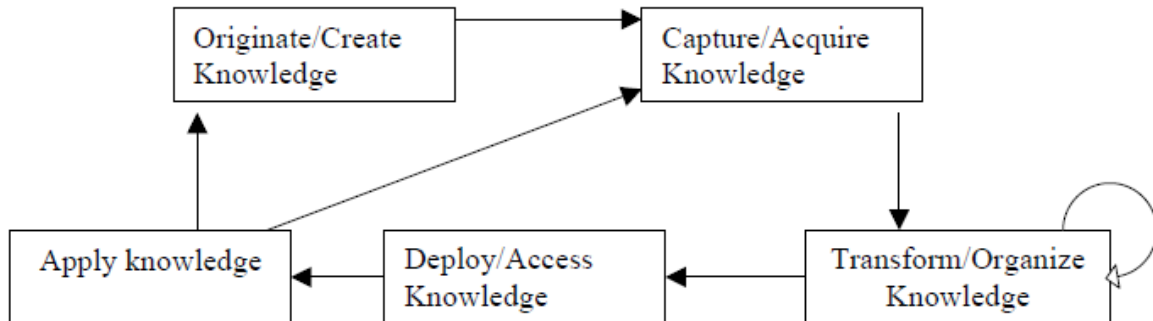 Originate/Create
Knowledge
Capture/Acquire
Knowledge
Apply knowledge
Deploy/Access
Knowledge
Transform/Organize
Knowledge